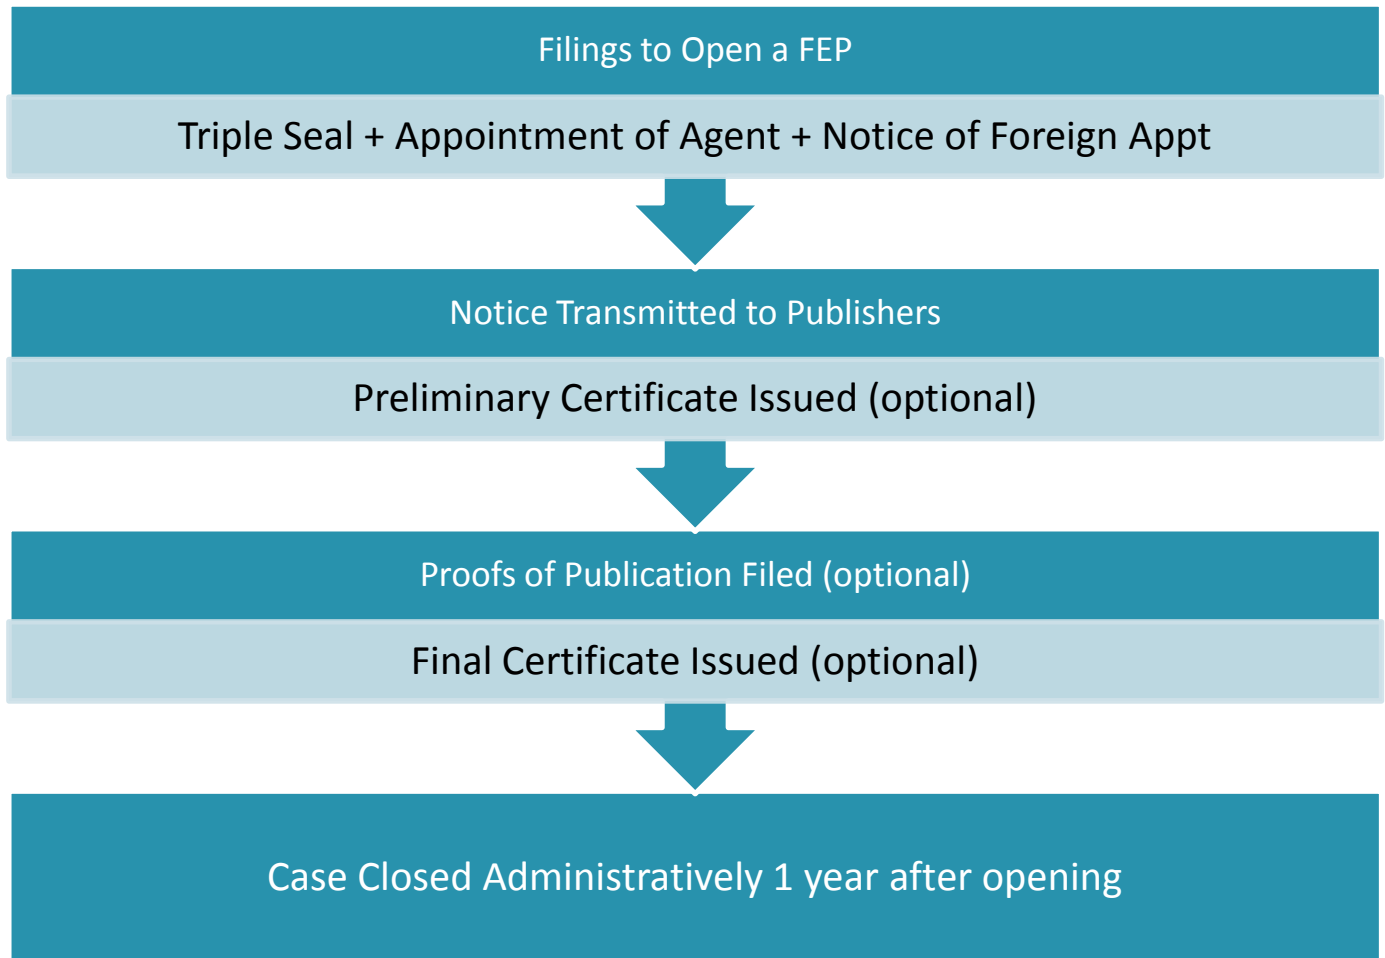 Filings to Open a FEP
Triple Seal + Appointment of Agent + Notice of Foreign Appt
Notice Transmitted to Publishers
Preliminary Certificate Issued (optional)
Proofs of Publication Filed (optional)
Final Certificate Issued (optional)
Case Closed Administratively 1 year after opening